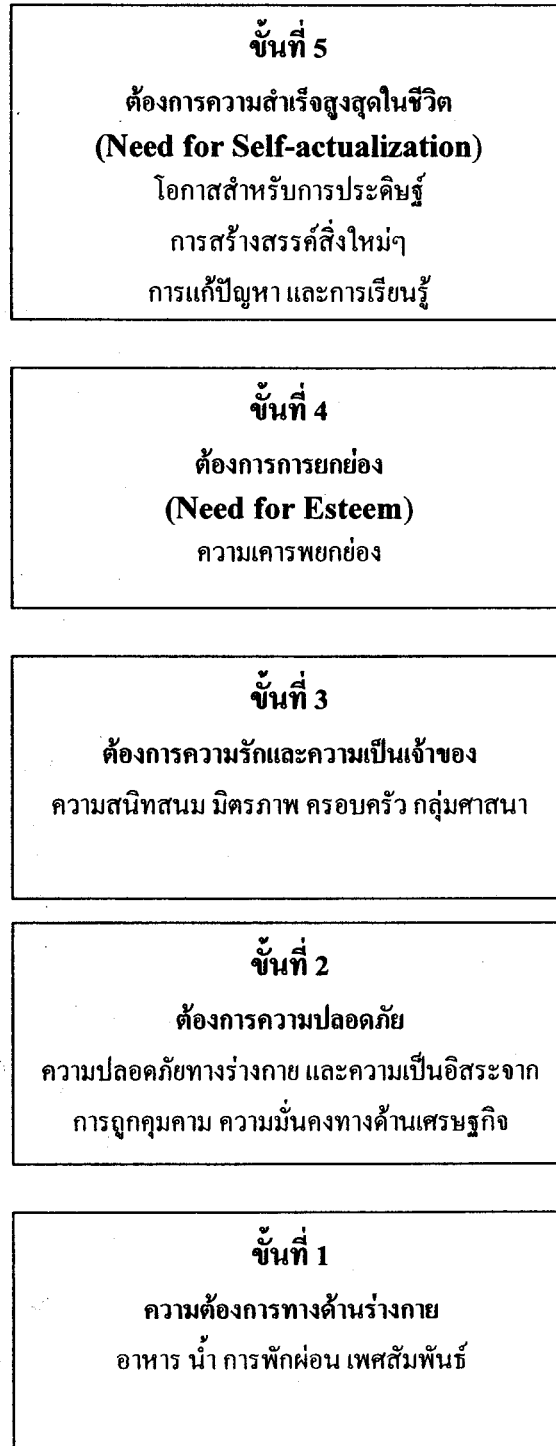 ขั้นที่ 5
ต้องการความสำเร็จสูงสุดในชีวิต
(Need for Self-actualization)
โอกาสสำหรับการประดิษฐ์
การสร้างสรรค์สิ่งใหม่ๆ
การแก้ปัญหา และการเรียนรู้
ขั้นที่ 4
ต้องการการยกย่อง
(Need for Esteem)
ความเคารพยกย่อง
ขั้นที่ 3
ต้องการความรักและความเป็นเจ้าของ
ความสนิทสนม มิตรภาพ ครอบครัว กลุ่มศาสนา
ขั้นที่ 2
ต้องการความปลอดภัย
ความปลอดภัยทางร่างกาย และความเป็นอิสระจาก
การถูกคุมคาม ความมั่นคงทางด้านเศรษฐกิจ
ขั้นที่ 1
ความต้องการทางด้านร่างกาย
อาหาร น้ำ การพักผ่อน เพศสัมพันธ์